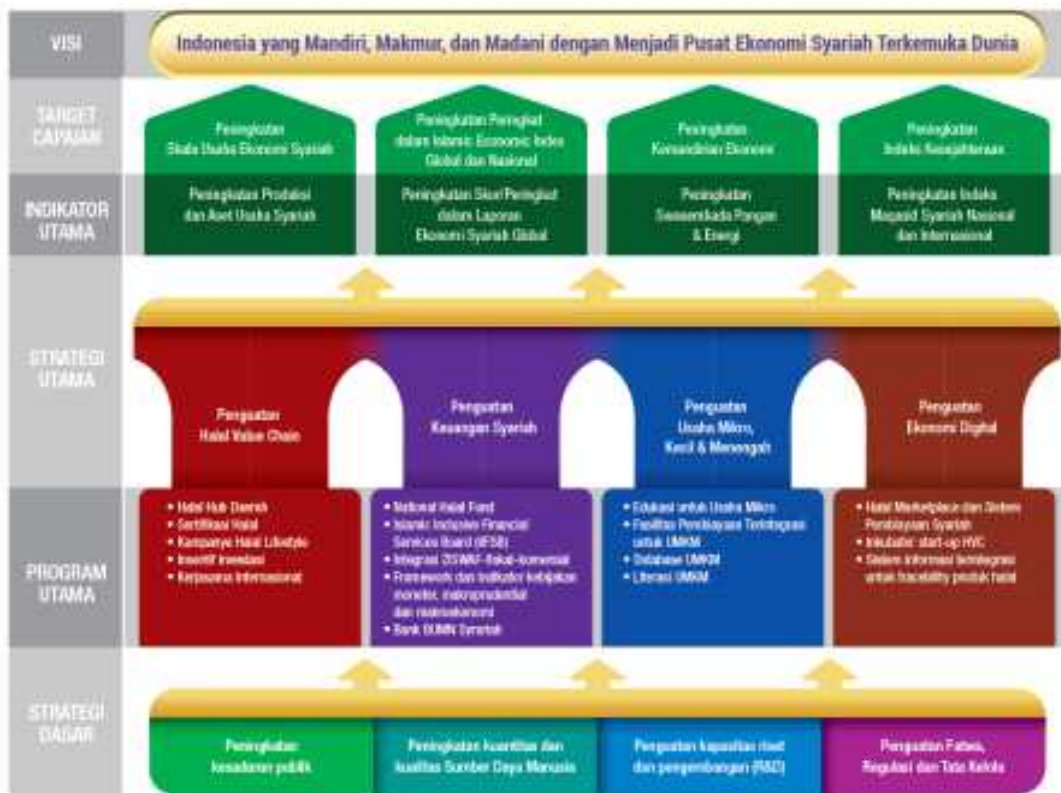 VISI
Indonesia yang Mandiri, Makmur, dan Madani dengan Menjadi Pusat Ekonomi Syariah Terkemuka Dunia
TARGET
CAPAIAN
Peningkatan
Skala Usaha Ekonomi Syariah
Peningkatan Peringkat
dalam Islamic Economic Index
Global dan Nasional
Peningkatan
Kemandirian Ekonomi
Peningkatan
Indeks Kesejahteraan
INDIKATOR
UTAMA
Peningkatan Produksi
dan Aset Usaha Syariah
Peningkatan Skor/Peringkat
dalam Laporan
Ekonomi Syariah Global
Peningkatan
Swasembada Pangan
& Energi
Peningkatan Indeks
Maqasid Syariah Nasional
dan Internasional
STRATEGI
UTAMA
Penguatan
Halal Value Chain
Penguatan
Keuangan Syariah
Penguatan
Usaha Mikro,
Kecil & Menengah
Penguatan
Ekonomi Digital
PROGRAM
UTAMA
• Halal Hub Daerah
• Sertifikasi Halal
• Kampanye Halal Lifestyle
• Insentif Investasi
• Kerjasama Internasional
• National Halal Fund
• Islamic Inclusive Financial
Services Board (IIFSB)
• Integrasi ZISWAF-fiskal-komersial
• Framework dan indikator kebijakan
moneter, makroprudential
dan makroekonomi
• Bank BUMN Syariah
• Edukasi untuk Usaha Mikro
• Fasilitas Pembiayaan Terintegrasi
untuk UMKM
• Database UMKM
• Literasi UMKM
• Halal Marketplace dan Sistem
Pembiayaan Syariah
• Inkubator start-up HVC
• Sistem informasi terintegrasi
untuk traceability produk halal
STRATEGI
DASAR
Peningkatan
kesadaran publik
Peningkatan kuantitas dan
kualitas Sumber Daya Manusia
Penguatan kapasitas riset
dan pengembangan (R&D)
Penguatan Fatwa,
Regulasi dan Tata Kelola